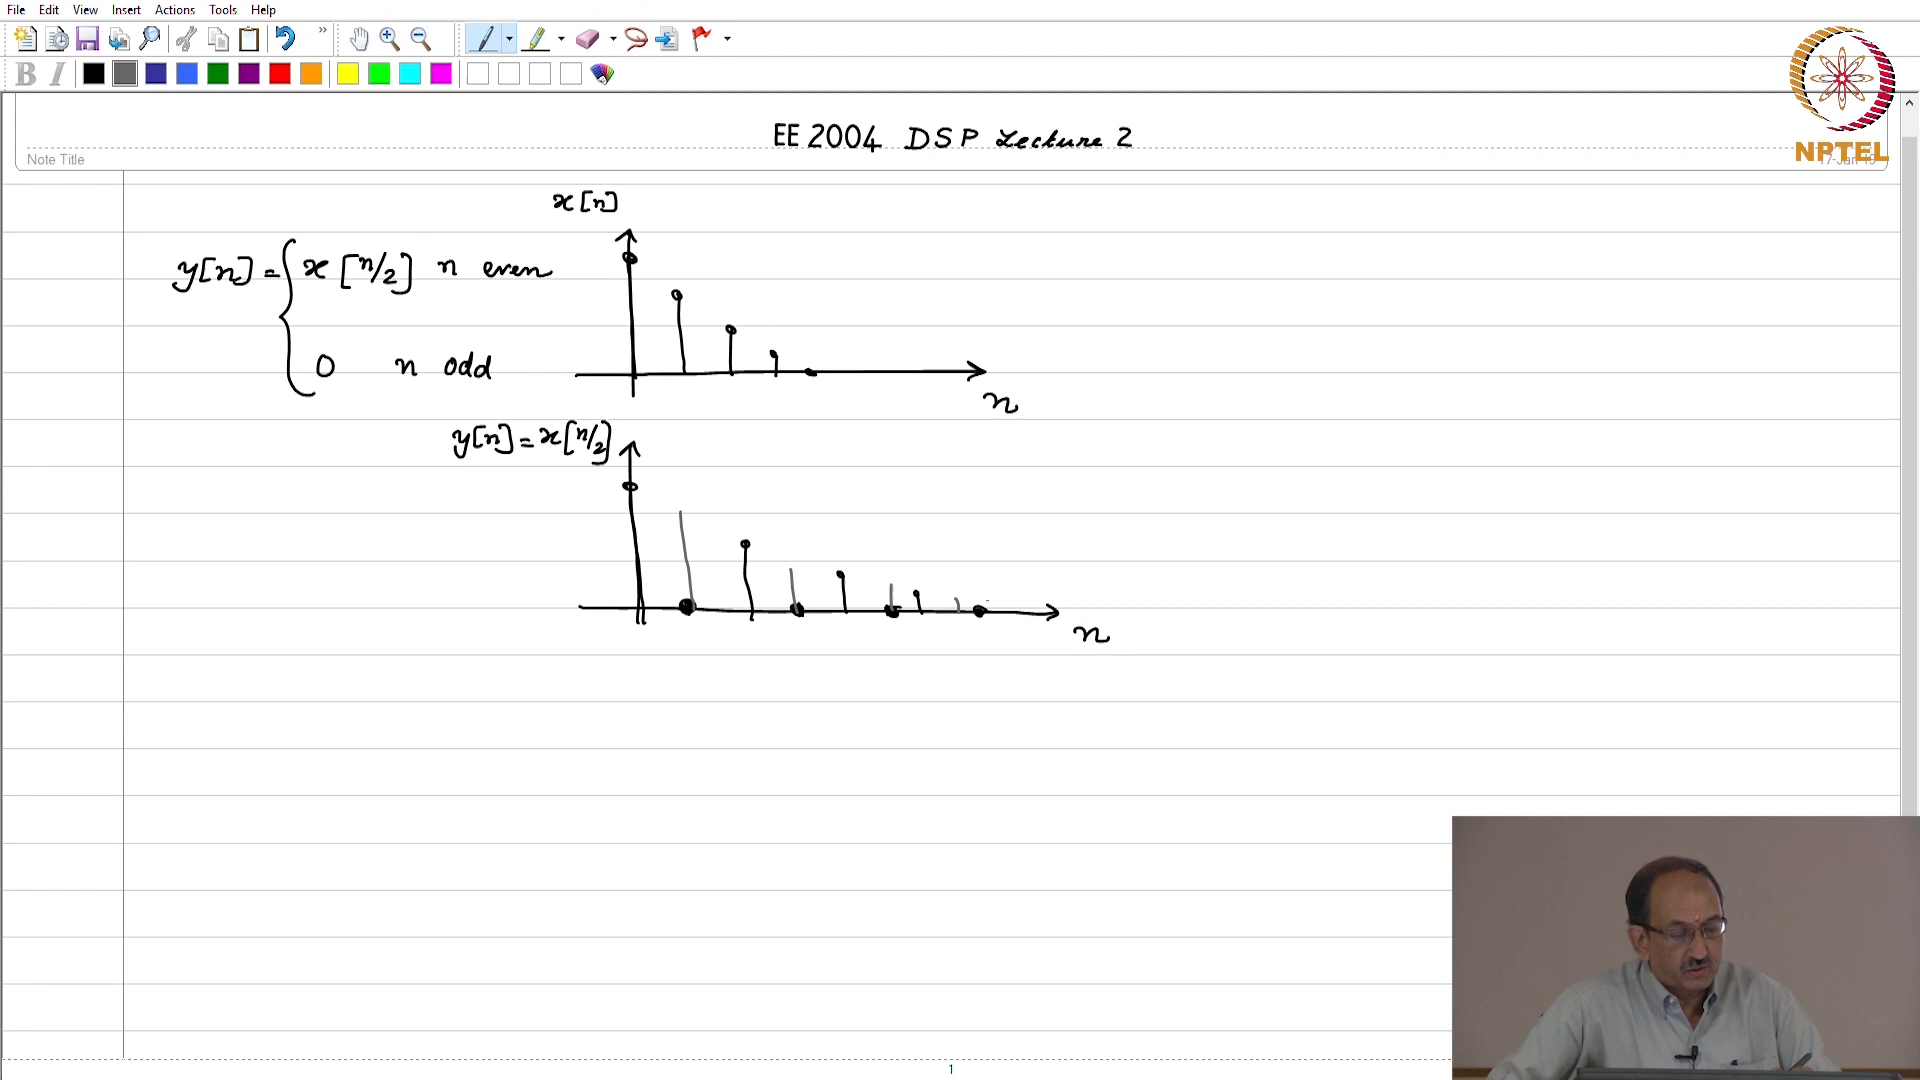 File Edit View Insert Actions Tools Help
B I
EE 2004 DSP Lecture 2
Note Title
NPTEL
x[n]
y[n] = { x[n/2] n even
0 n odd
n
y[n] = x[n/2]
n
1